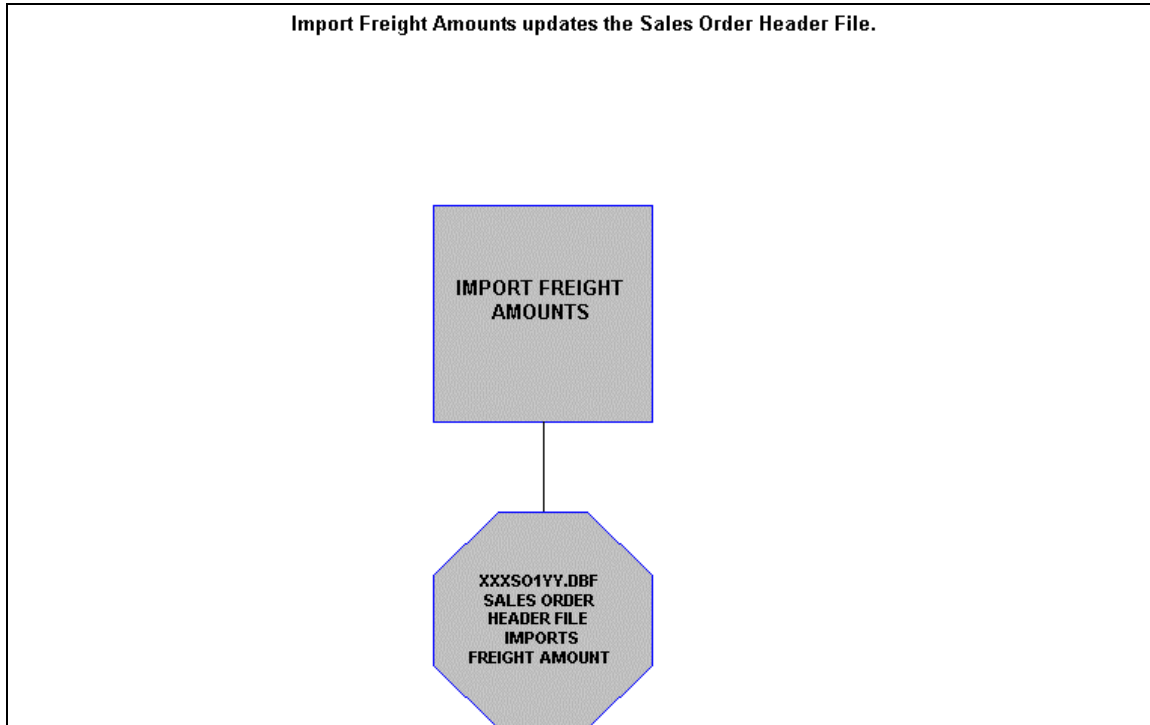 Import Freight Amounts updates the Sales Order Header File.
IMPORT FREIGHT
AMOUNTS
XXXSO1YY.DBF
SALES ORDER
HEADER FILE
IMPORTS
FREIGHT AMOUNT